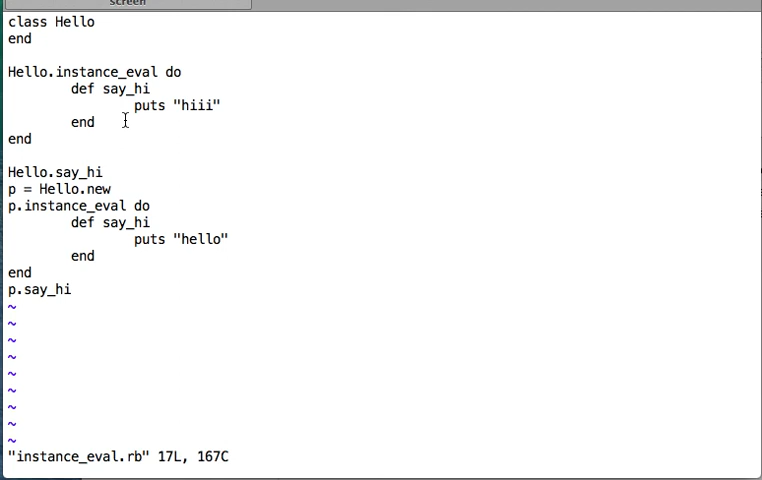 screen
class Hello
end
Hello.instance_eval do
def say_hi
puts "hiii"
end
end
Hello.say_hi
p = Hello.new
p.instance_eval do
def say_hi
puts "hello"
end
end
p.say_hi
~
~
~
~
~
~
~
~
~
"instance_eval.rb" 17L, 167C